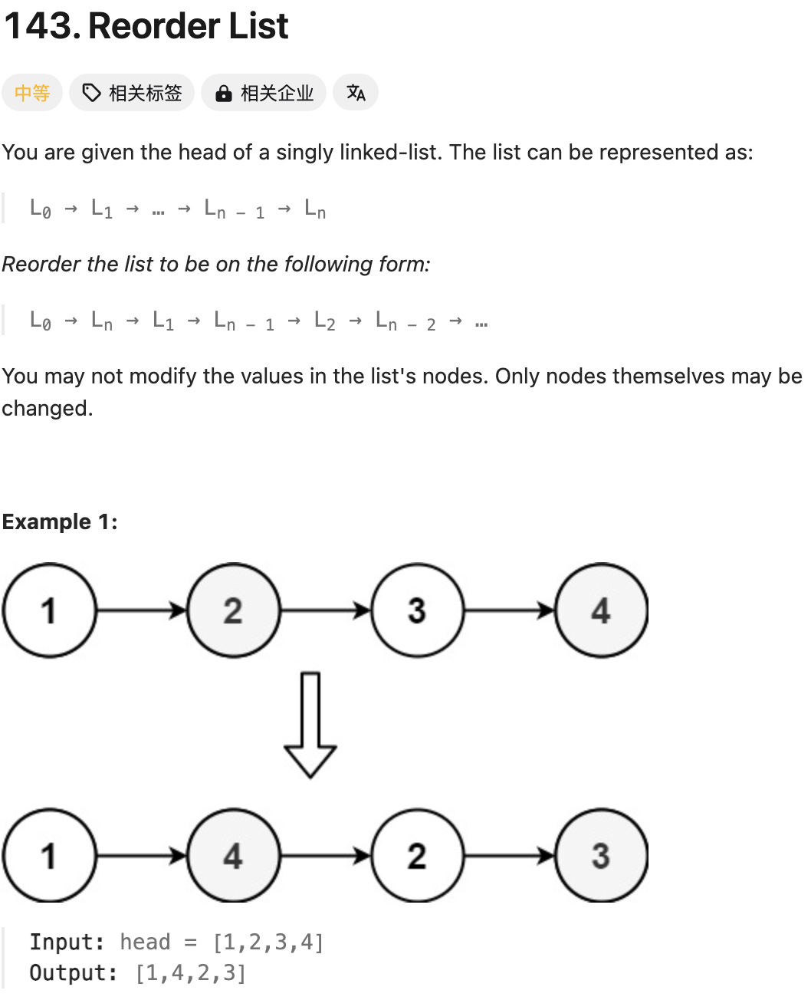 143. Reorder List
中等 相关标签 相关企业 文A
You are given the head of a singly linked-list. The list can be represented as:
L0 → L1 → … → Ln - 1 → Ln
Reorder the list to be on the following form:
L0 → Ln → L1 → Ln - 1 → L2 → Ln - 2 → …
You may not modify the values in the list's nodes. Only nodes themselves may be
changed.
Example 1:
1 2 3 4
1 4 2 3
Input: head = [1,2,3,4]
Output: [1,4,2,3]